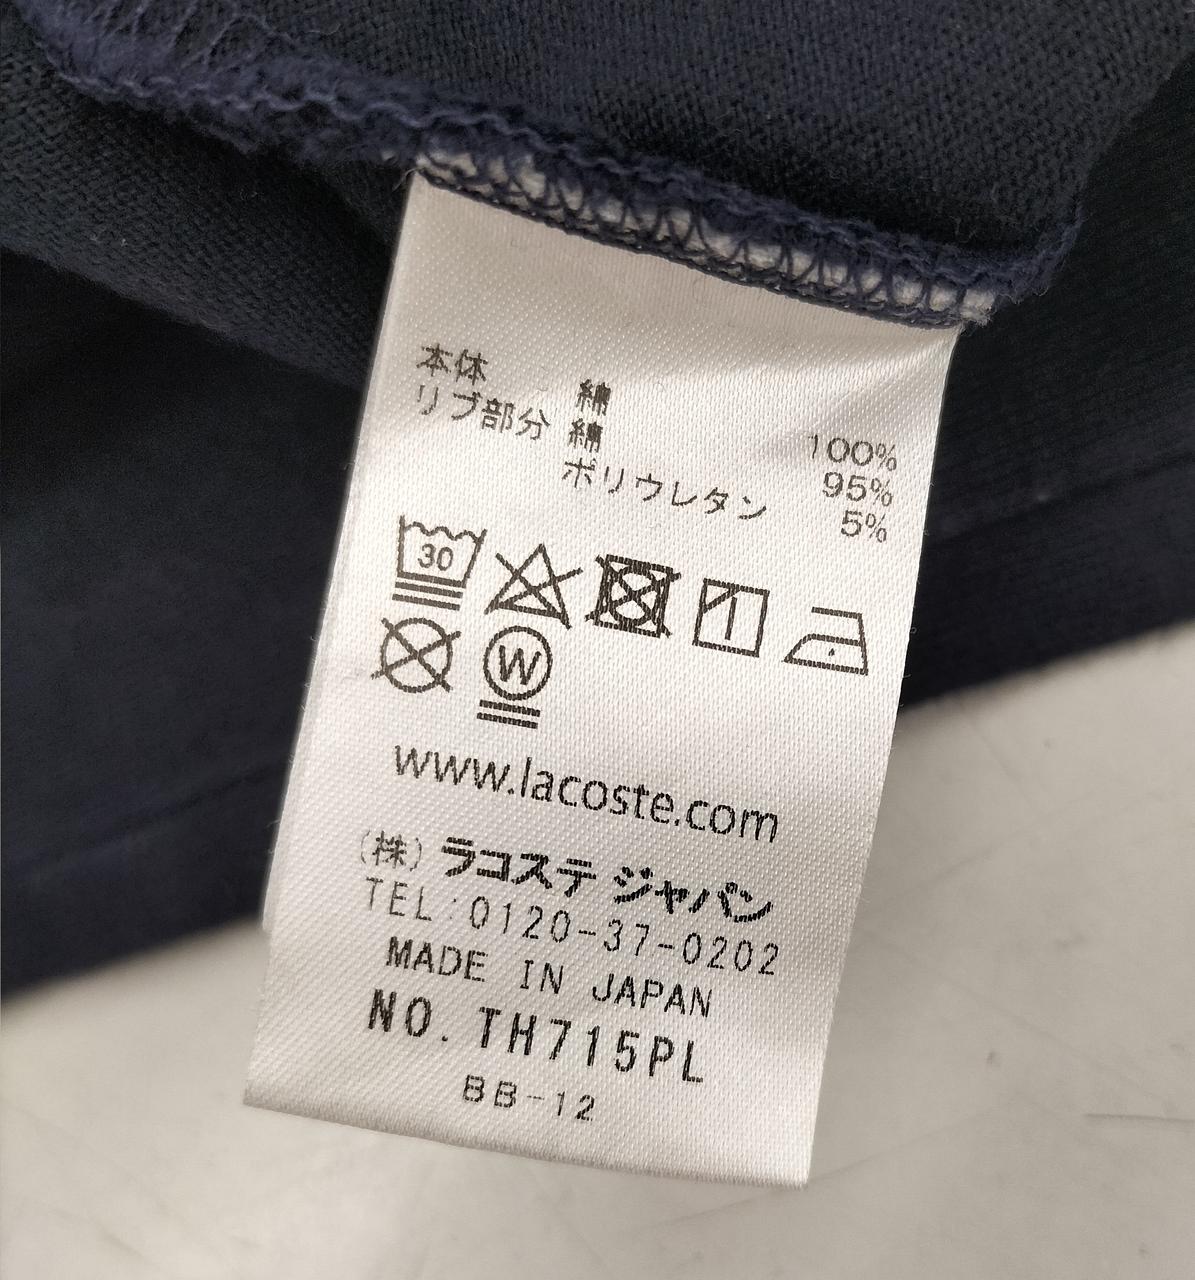 本体 綿 100%
リブ部分 綿 95%
ポリウレタン 5%
30
W
www.lacoste.com
(株) ラコステ ジャパン
TEL:0120-37-0202
MADE IN JAPAN
NO. TH715PL
BB-12